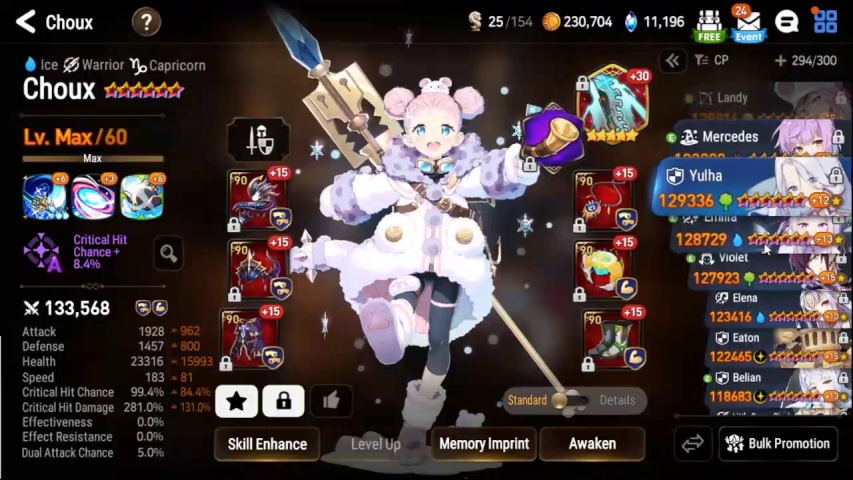 Choux ?
25/154 230,704 11,196 FREE 24 Event
Ice Warrior Capricorn
Choux
Lv. Max/60
Max
+6 +3 +6
Critical Hit
Chance +
8.4%
A
133,568
Attack 1928 962
Defense 1457 800
Health 23316 15993
Speed 183 81
Critical Hit Chance 99.4% 84.4%
Critical Hit Damage 281.0% 131.0%
Effectiveness 0.0%
Effect Resistance 0.0%
Dual Attack Chance 5.0%
90 +15
90 +15
90 +15
+30
90 +15
90 +15
90 +15
Standard Details
Skill Enhance
Level Up
Memory Imprint
Awaken
CP + 294/300
Landy
Mercedes
Yulha
129336 +12
128729 +13
Violet
127923 +15
Elena
123416
Eaton
122465
Belian
118683
Bulk Promotion